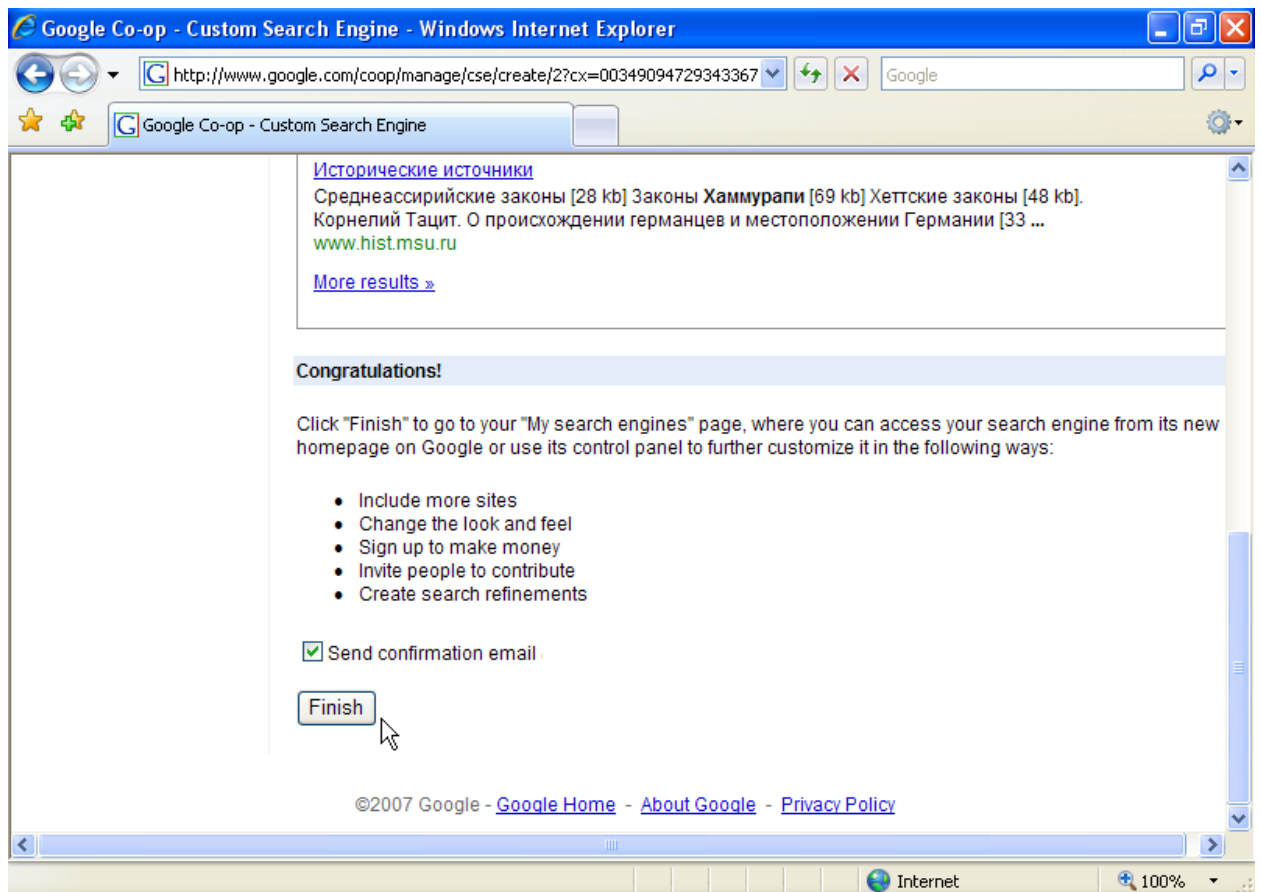 Google Co-op - Custom Search Engine - Windows Internet Explorer
http://www.google.com/coop/manage/cse/create/2?cx=00349094729343367
Google
Google Co-op - Custom Search Engine
Исторические источники
Среднеассирийские законы [28 kb] Законы Хаммурапи [69 kb] Хеттские законы [48 kb].
Корнелий Тацит. О происхождении германцев и местоположении Германии [33 ...
www.hist.msu.ru
More results »
Congratulations!
Click "Finish" to go to your "My search engines" page, where you can access your search engine from its new
homepage on Google or use its control panel to further customize it in the following ways:
• Include more sites
• Change the look and feel
• Sign up to make money
• Invite people to contribute
• Create search refinements
Send confirmation email
Finish
©2007 Google - Google Home - About Google - Privacy Policy
Internet
100%